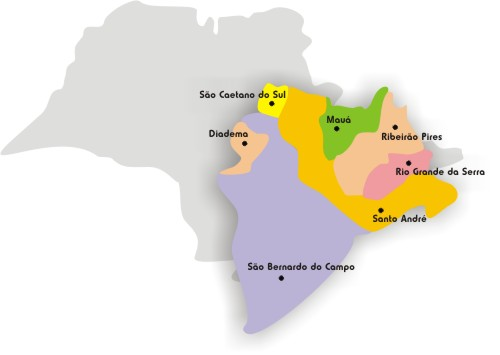 São Caetano do Sul
Mauá
Diadema
Ribeirão Pires
Rio Grande da Serra
Santo André
São Bernardo do Campo